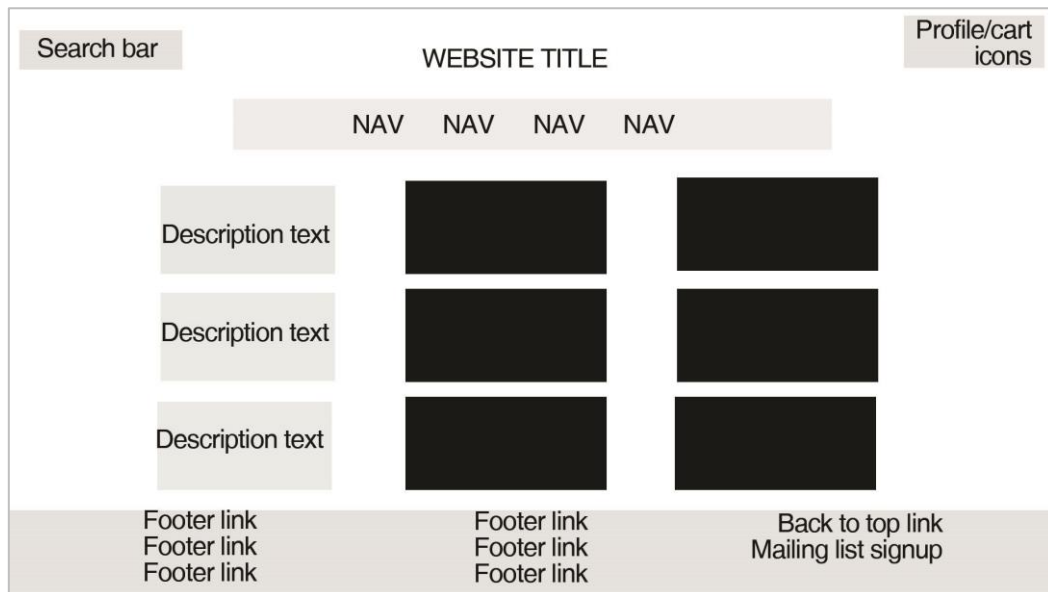 Search bar
WEBSITE TITLE
Profile/cart
icons
NAV NAV NAV NAV
Description text
Description text
Description text
Footer link
Footer link
Footer link
Footer link
Footer link
Footer link
Back to top link
Mailing list signup